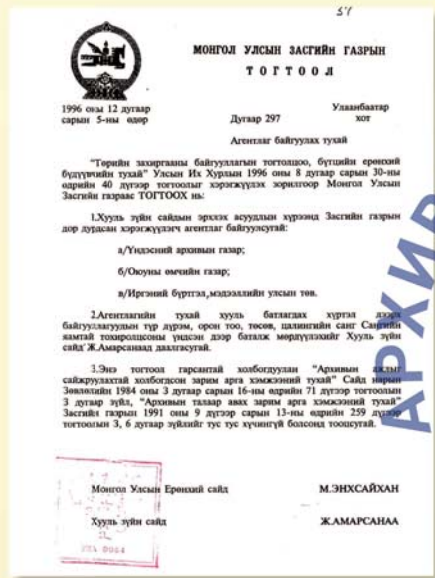 51
МОНГОЛ УЛСЫН ЗАСГИЙН ГАЗРЫН
ТОГТООЛ
1996 оны 12 дугаар
сарын 5-ны өдөр
Дугаар 297
Улаанбаатар
хот
Агентлаг байгуулах тухай
"Төрийн захиргааны байгууллагын тогтолцоо, бүтцийн ерөнхий
бүдүүвчийн тухай" Улсын Их Хурлын 1996 оны 8 дугаар сарын 30-ны
өдрийн 40 дүгээр тогтоолыг хэрэгжүүлэх зорилгоор Монгол Улсын
Засгийн газраас ТОГТООХ нь:
1.Хууль зүйн сайдын эрхлэх асуудлын хүрээнд Засгийн газрын
дор дурдсан хэрэгжүүлэгч агентлаг байгуулсугай:
а/Үндэсний архивын газар;
б/Оюуны өмчийн газар;
в/Иргэний бүртгэл,мэдээллийн улсын төв.
2.Агентлагийн тухай хууль батлагдах хүртэл дээрх
байгууллагуудын түр дүрэм, орон тоо, төсөв, цалингийн санг Сангийн
яамтай тохиролцсоны үндсэн дээр баталж мөрдүүлэхийг Хууль зүйн
сайд Ж.Амарсанаад даалгасугай.
3.Энэ тогтоол гарсантай холбогдуулан "Архивын ажлыг
сайжруулахтай холбогдсон зарим арга хэмжээний тухай" Сайд нарын
Зөвлөлийн 1984 оны 3 дугаар сарын 16-ны өдрийн 71 дүгээр тогтоолын
3 дугаар зүйл, "Архивын талаар авах зарим арга хэмжээний тухай"
Засгийн газрын 1991 оны 9 дүгээр сарын 13-ны өдрийн 259 дүгээр
тогтоолын 3, 6 дугаар зүйлийг тус тус хүчингүй болсонд тооцсугай.
Монгол Улсын Ерөнхий сайд М.ЭНХСАЙХАН
Хууль зүйн сайд Ж.АМАРСАНАА
0064
АРХИВ